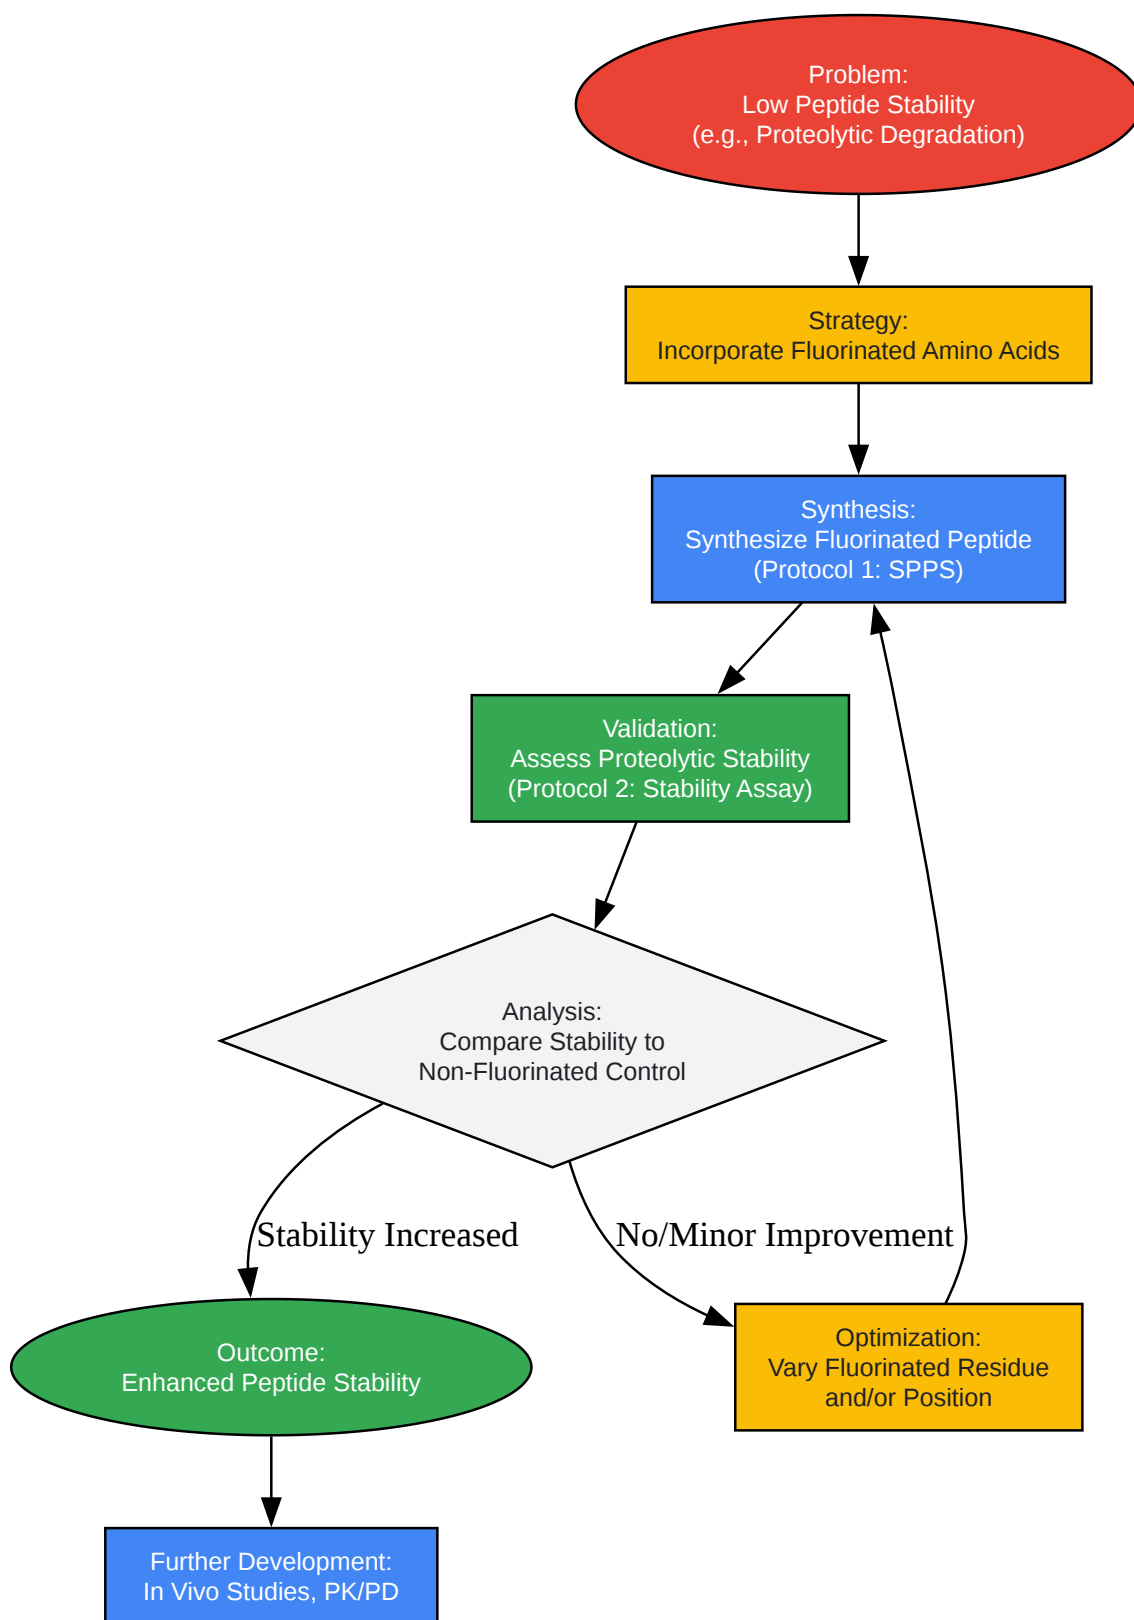 Problem:
Low Peptide Stability
(e.g., Proteolytic Degradation)
Strategy:
Incorporate Fluorinated Amino Acids
Synthesis:
Synthesize Fluorinated Peptide
(Protocol 1: SPPS)
Validation:
Assess Proteolytic Stability
(Protocol 2: Stability Assay)
Analysis:
Compare Stability to
Non-Fluorinated Control
Stability Increased
No/Minor Improvement
Outcome:
Enhanced Peptide Stability
Optimization:
Vary Fluorinated Residue
and/or Position
Further Development:
In Vivo Studies, PK/PD